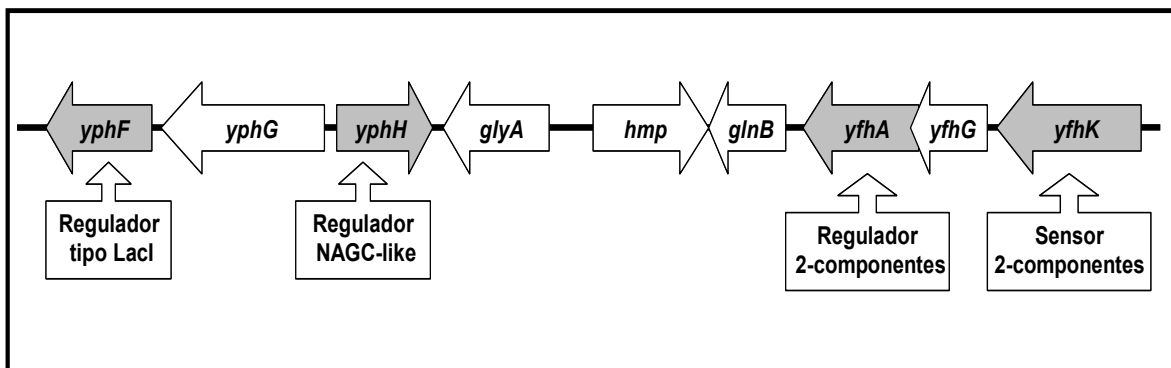 yphF
yphG
yphH
glyA
hmp
glnB
yfhA
yfhG
yfhK
Regulador
tipo LacI
Regulador
NAGC-like
Regulador
2-componentes
Sensor
2-componentes